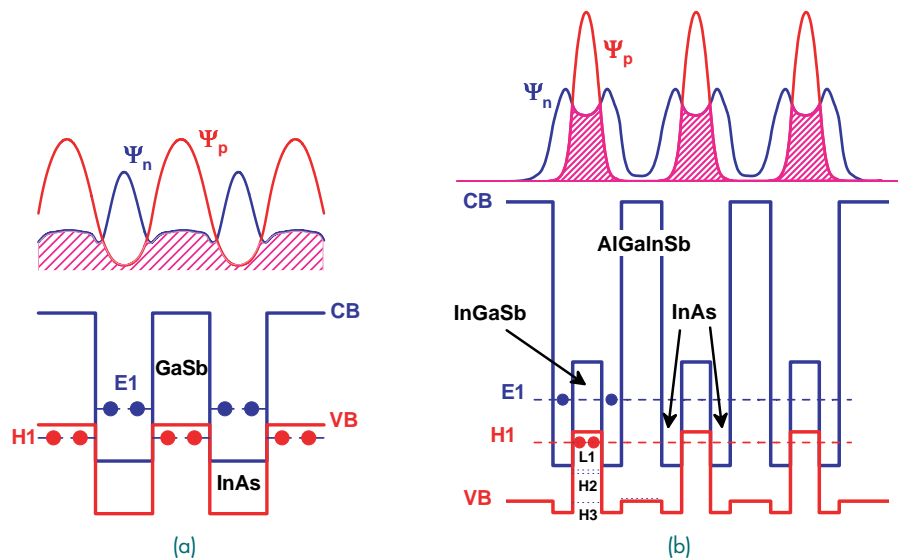 Ψn
Ψp
CB
GaSb
E1
VB
H1
InAs
(a)
Ψp
Ψn
CB
AlGaInSb
InGaSb
InAs
E1
H1
L1
H2
VB
H3
(b)